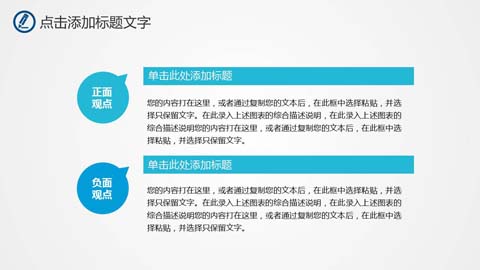 点击添加标题文字
正面
观点
单击此处添加标题
您的内容打在这里，或者通过复制您的文本后，在此框中选择粘贴，并选
择只保留文字。在此录入上述图表的综合描述说明，在此录入上述图表的
综合描述说明您的内容打在这里，或者通过复制您的文本后，在此框中选
择粘贴，并选择只保留文字。
负面
观点
单击此处添加标题
您的内容打在这里，或者通过复制您的文本后，在此框中选择粘贴，并选
择只保留文字。在此录入上述图表的综合描述说明，在此录入上述图表的
综合描述说明您的内容打在这里，或者通过复制您的文本后，在此框中选
择粘贴，并选择只保留文字。